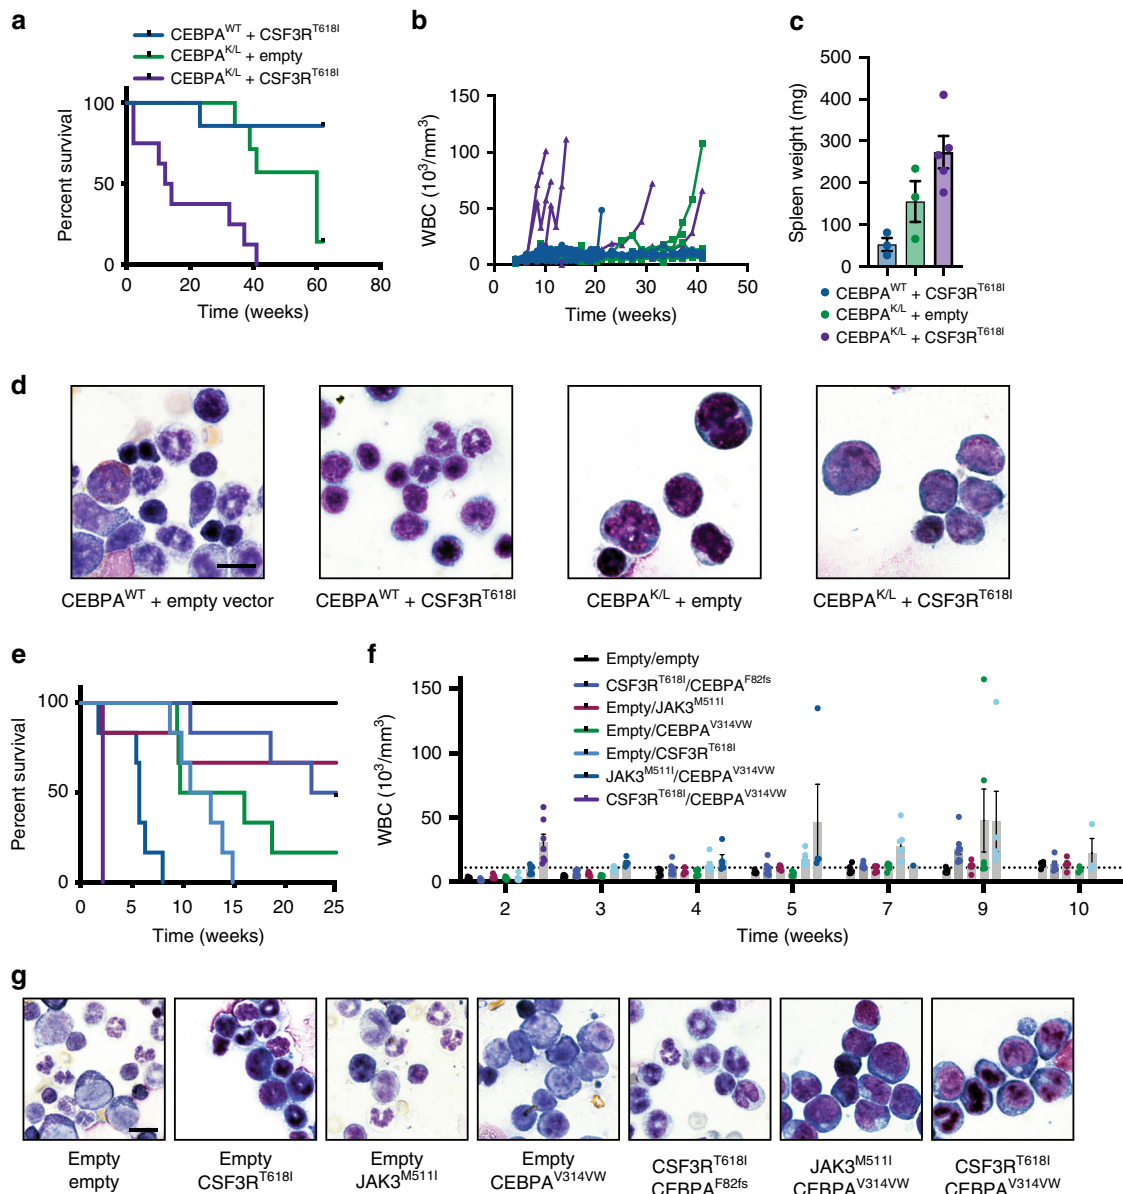 a
CEBPA^WT + CSF3R^T618I
CEBPA^K/L + empty
CEBPA^K/L + CSF3R^T618I
Percent survival
100
50
0
0 20 40 60 80
Time (weeks)
b
WBC (10^3/mm^3)
150
100
50
0
0 10 20 30 40 50
Time (weeks)
c
Spleen weight (mg)
500
400
300
200
100
0
CEBPA^WT + CSF3R^T618I
CEBPA^K/L + empty
CEBPA^K/L + CSF3R^T618I
d
CEBPA^WT + empty vector
CEBPA^WT + CSF3R^T618I
CEBPA^K/L + empty
CEBPA^K/L + CSF3R^T618I
e
Percent survival
100
50
0
0 5 10 15 20 25
Time (weeks)
f
Empty/empty
CSF3R^T618I/CEBPA^F82fs
Empty/JAK3^M511I
Empty/CEBPA^V314VW
Empty/CSF3R^T618I
JAK3^M511I/CEBPA^V314VW
CSF3R^T618I/CEBPA^V314VW
WBC (10^3/mm^3)
150
100
50
0
2 3 4 5 7 9 10
Time (weeks)
g
Empty
empty
Empty
CSF3R^T618I
Empty
JAK3^M511I
Empty
CEBPA^V314VW
CSF3R^T618I
CEBPA^F82fs
JAK3^M511I
CEBPA^V314VW
CSF3R^T618I
CEBPA^V314VW